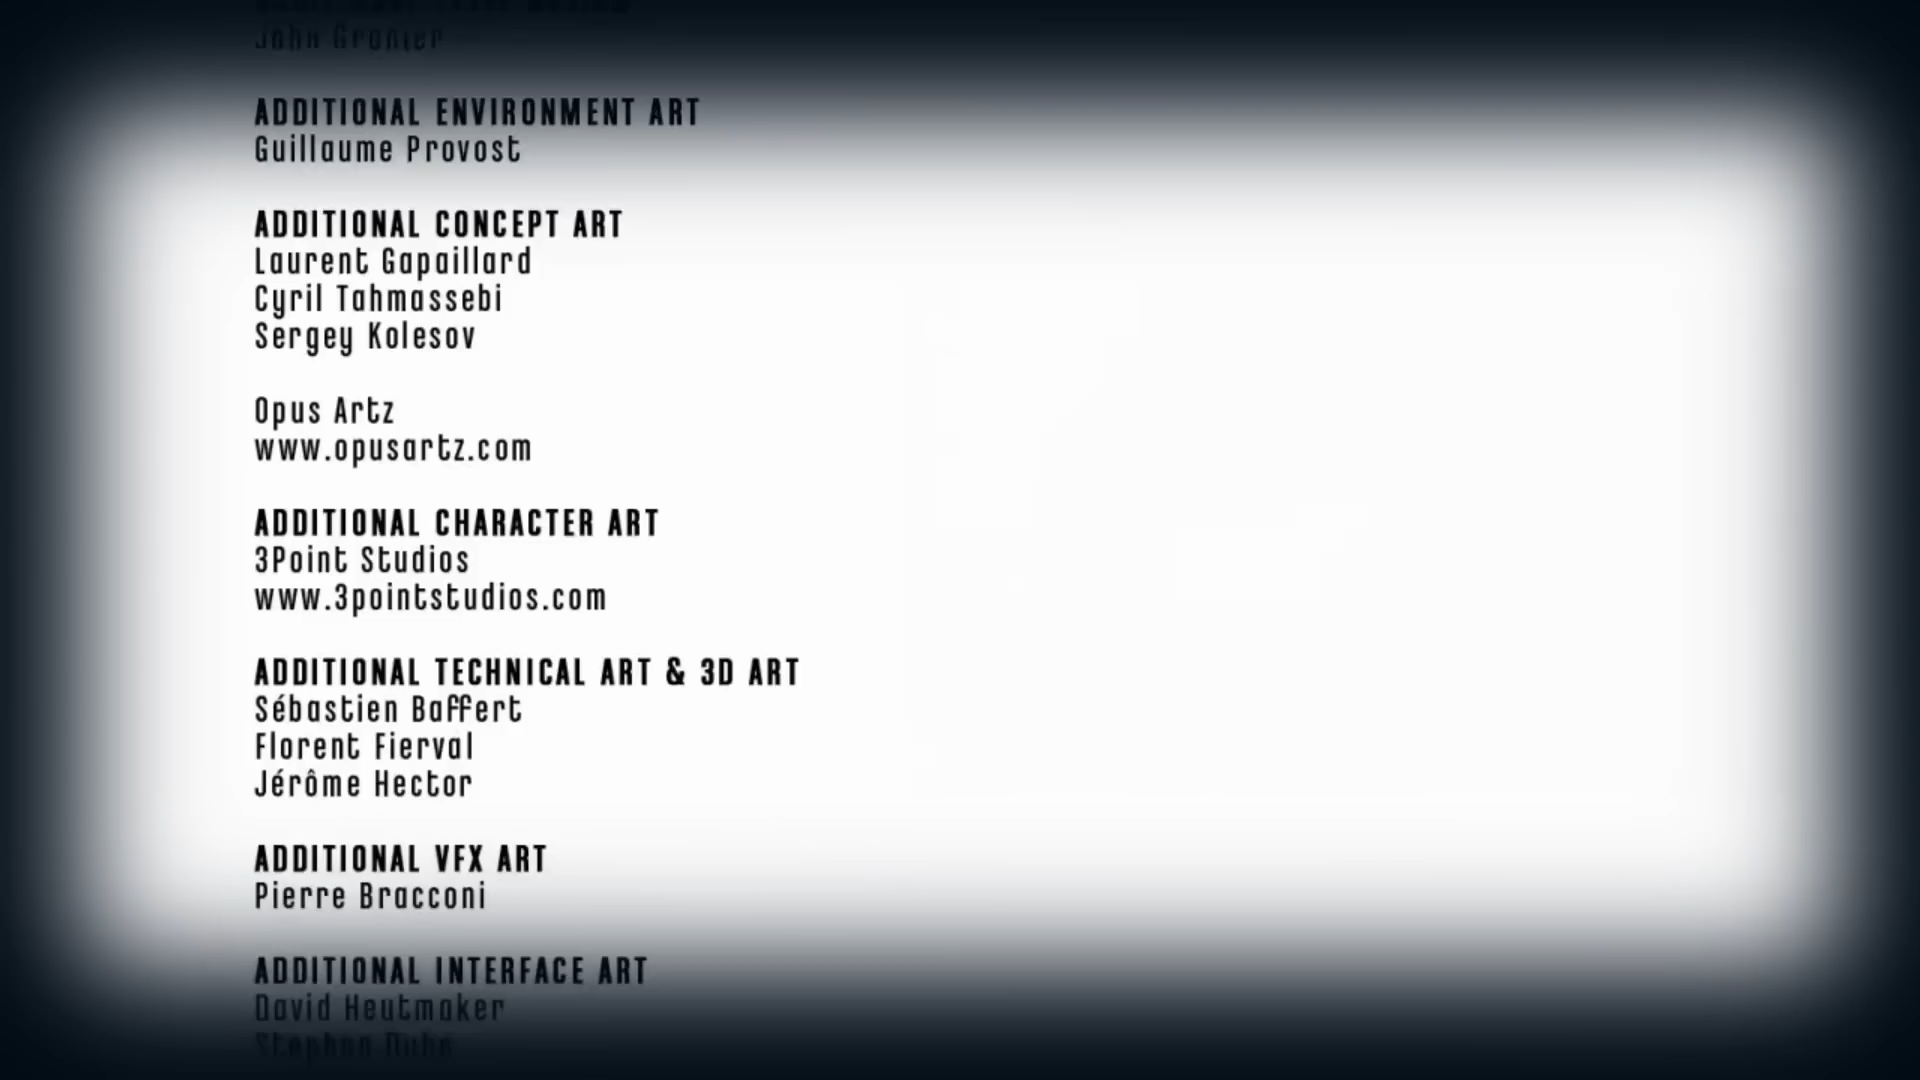 John Granier
ADDITIONAL ENVIRONMENT ART
Guillaume Provost
ADDITIONAL CONCEPT ART
Laurent Gapaillard
Cyril Tahmassebi
Sergey Kolesov
Opus Artz
www.opusartz.com
ADDITIONAL CHARACTER ART
3Point Studios
www.3pointstudios.com
ADDITIONAL TECHNICAL ART & 3D ART
Sébastien Baffert
Florent Fierval
Jérôme Hector
ADDITIONAL VFX ART
Pierre Bracconi
ADDITIONAL INTERFACE ART
David Heutmaker